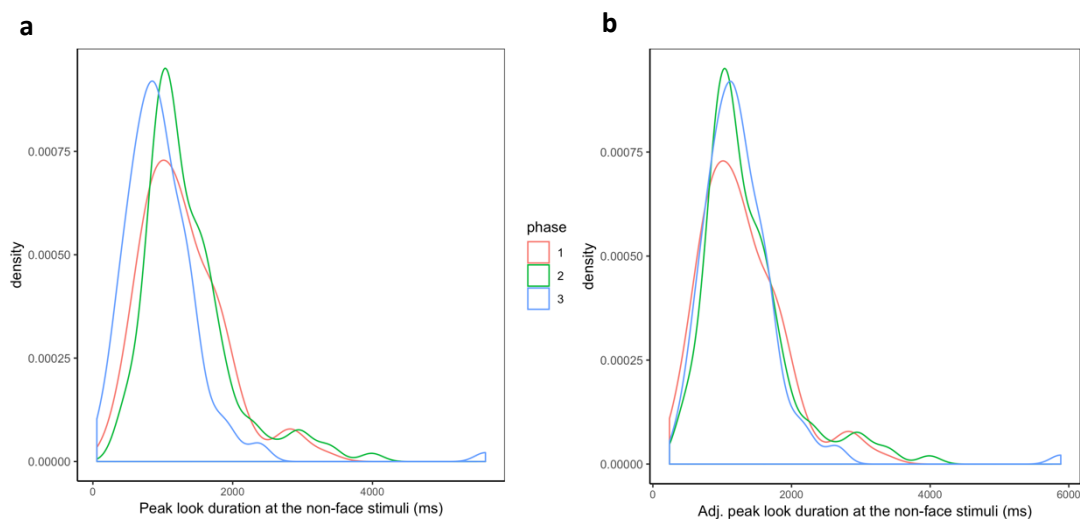 a
b
density
0.00075
0.00050
0.00025
0.00000
0
2000
4000
Peak look duration at the non-face stimuli (ms)
phase
1
2
3
density
0.00075
0.00050
0.00025
0.00000
0
2000
4000
6000
Adj. peak look duration at the non-face stimuli (ms)